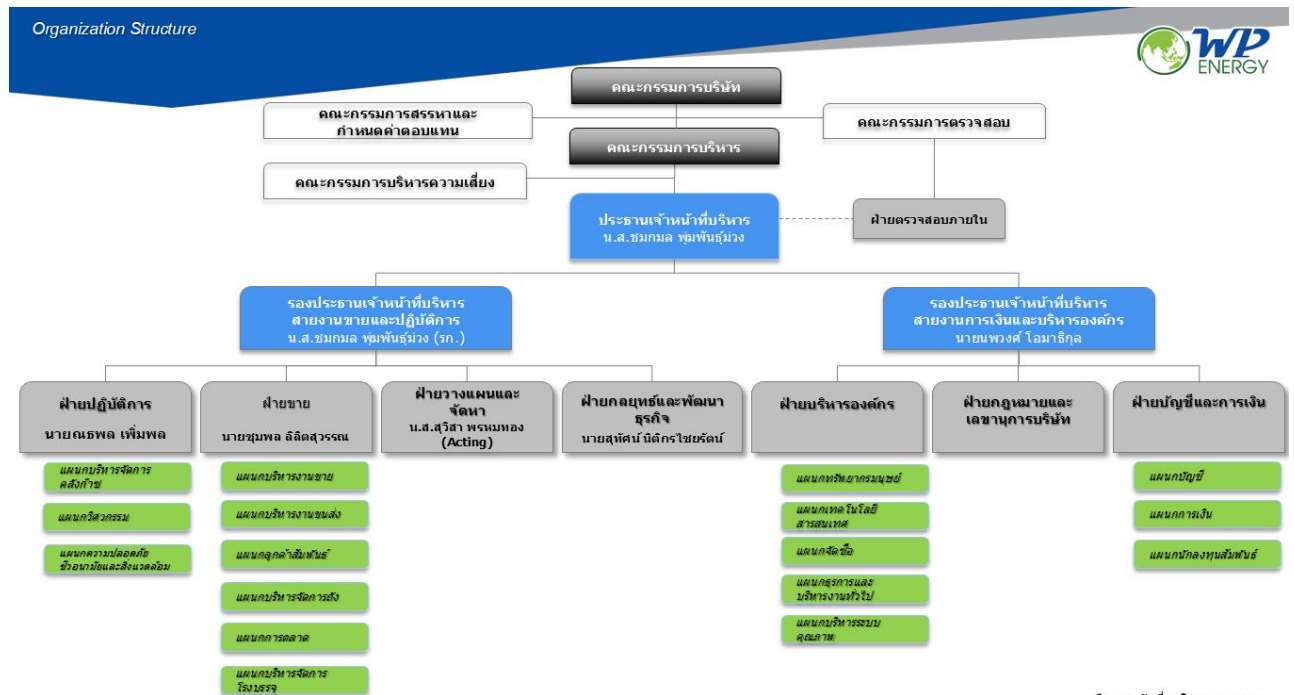 Organization Structure
WP
ENERGY
คณะกรรมการบริษัท
คณะกรรมการสรรหาและ
กำหนดค่าตอบแทน
คณะกรรมการตรวจสอบ
คณะกรรมการบริหาร
คณะกรรมการบริหารความเสี่ยง
ประธานเจ้าหน้าที่บริหาร
น.ส.ชมกมล พุ่มพันธุ์ม่วง
ฝ่ายตรวจสอบภายใน
รองประธานเจ้าหน้าที่บริหาร
สายงานขายและปฏิบัติการ
น.ส.ชมกมล พุ่มพันธุ์ม่วง (รก.)
รองประธานเจ้าหน้าที่บริหาร
สายงานการเงินและบริหารองค์กร
นายนพวงศ์ โอมาธิกุล
ฝ่ายปฏิบัติการ
นายณธพล เพิ่มพล
ฝ่ายขาย
นายชุมพล ลิลิตสุวรรณ
ฝ่ายวางแผนและ
จัดหา
น.ส.สุวิสา พรหมทอง
(Acting)
ฝ่ายกลยุทธ์และพัฒนา
ธุรกิจ
นายสุทัศน์ นิติกรไชยรัตน์
ฝ่ายบริหารองค์กร
ฝ่ายกฎหมายและ
เลขานุการบริษัท
ฝ่ายบัญชีและการเงิน
แผนกบริหารจัดการ
คลังก๊าซ
แผนกวิศวกรรม
แผนกความปลอดภัย
ชีวอนามัยและสิ่งแวดล้อม
แผนกบริหารงานขาย
แผนกบริหารงานขนส่ง
แผนกลูกค้าสัมพันธ์
แผนกบริหารจัดการถัง
แผนกการตลาด
แผนกบริหารจัดการ
โรงบรรจุ
แผนกทรัพยากรมนุษย์
แผนกเทคโนโลยี
สารสนเทศ
แผนกจัดซื้อ
แผนกธุรการและ
บริหารงานทั่วไป
แผนกบริหารระบบ
คุณภาพ
แผนกบัญชี
แผนกการเงิน
แผนกนักลงทุนสัมพันธ์